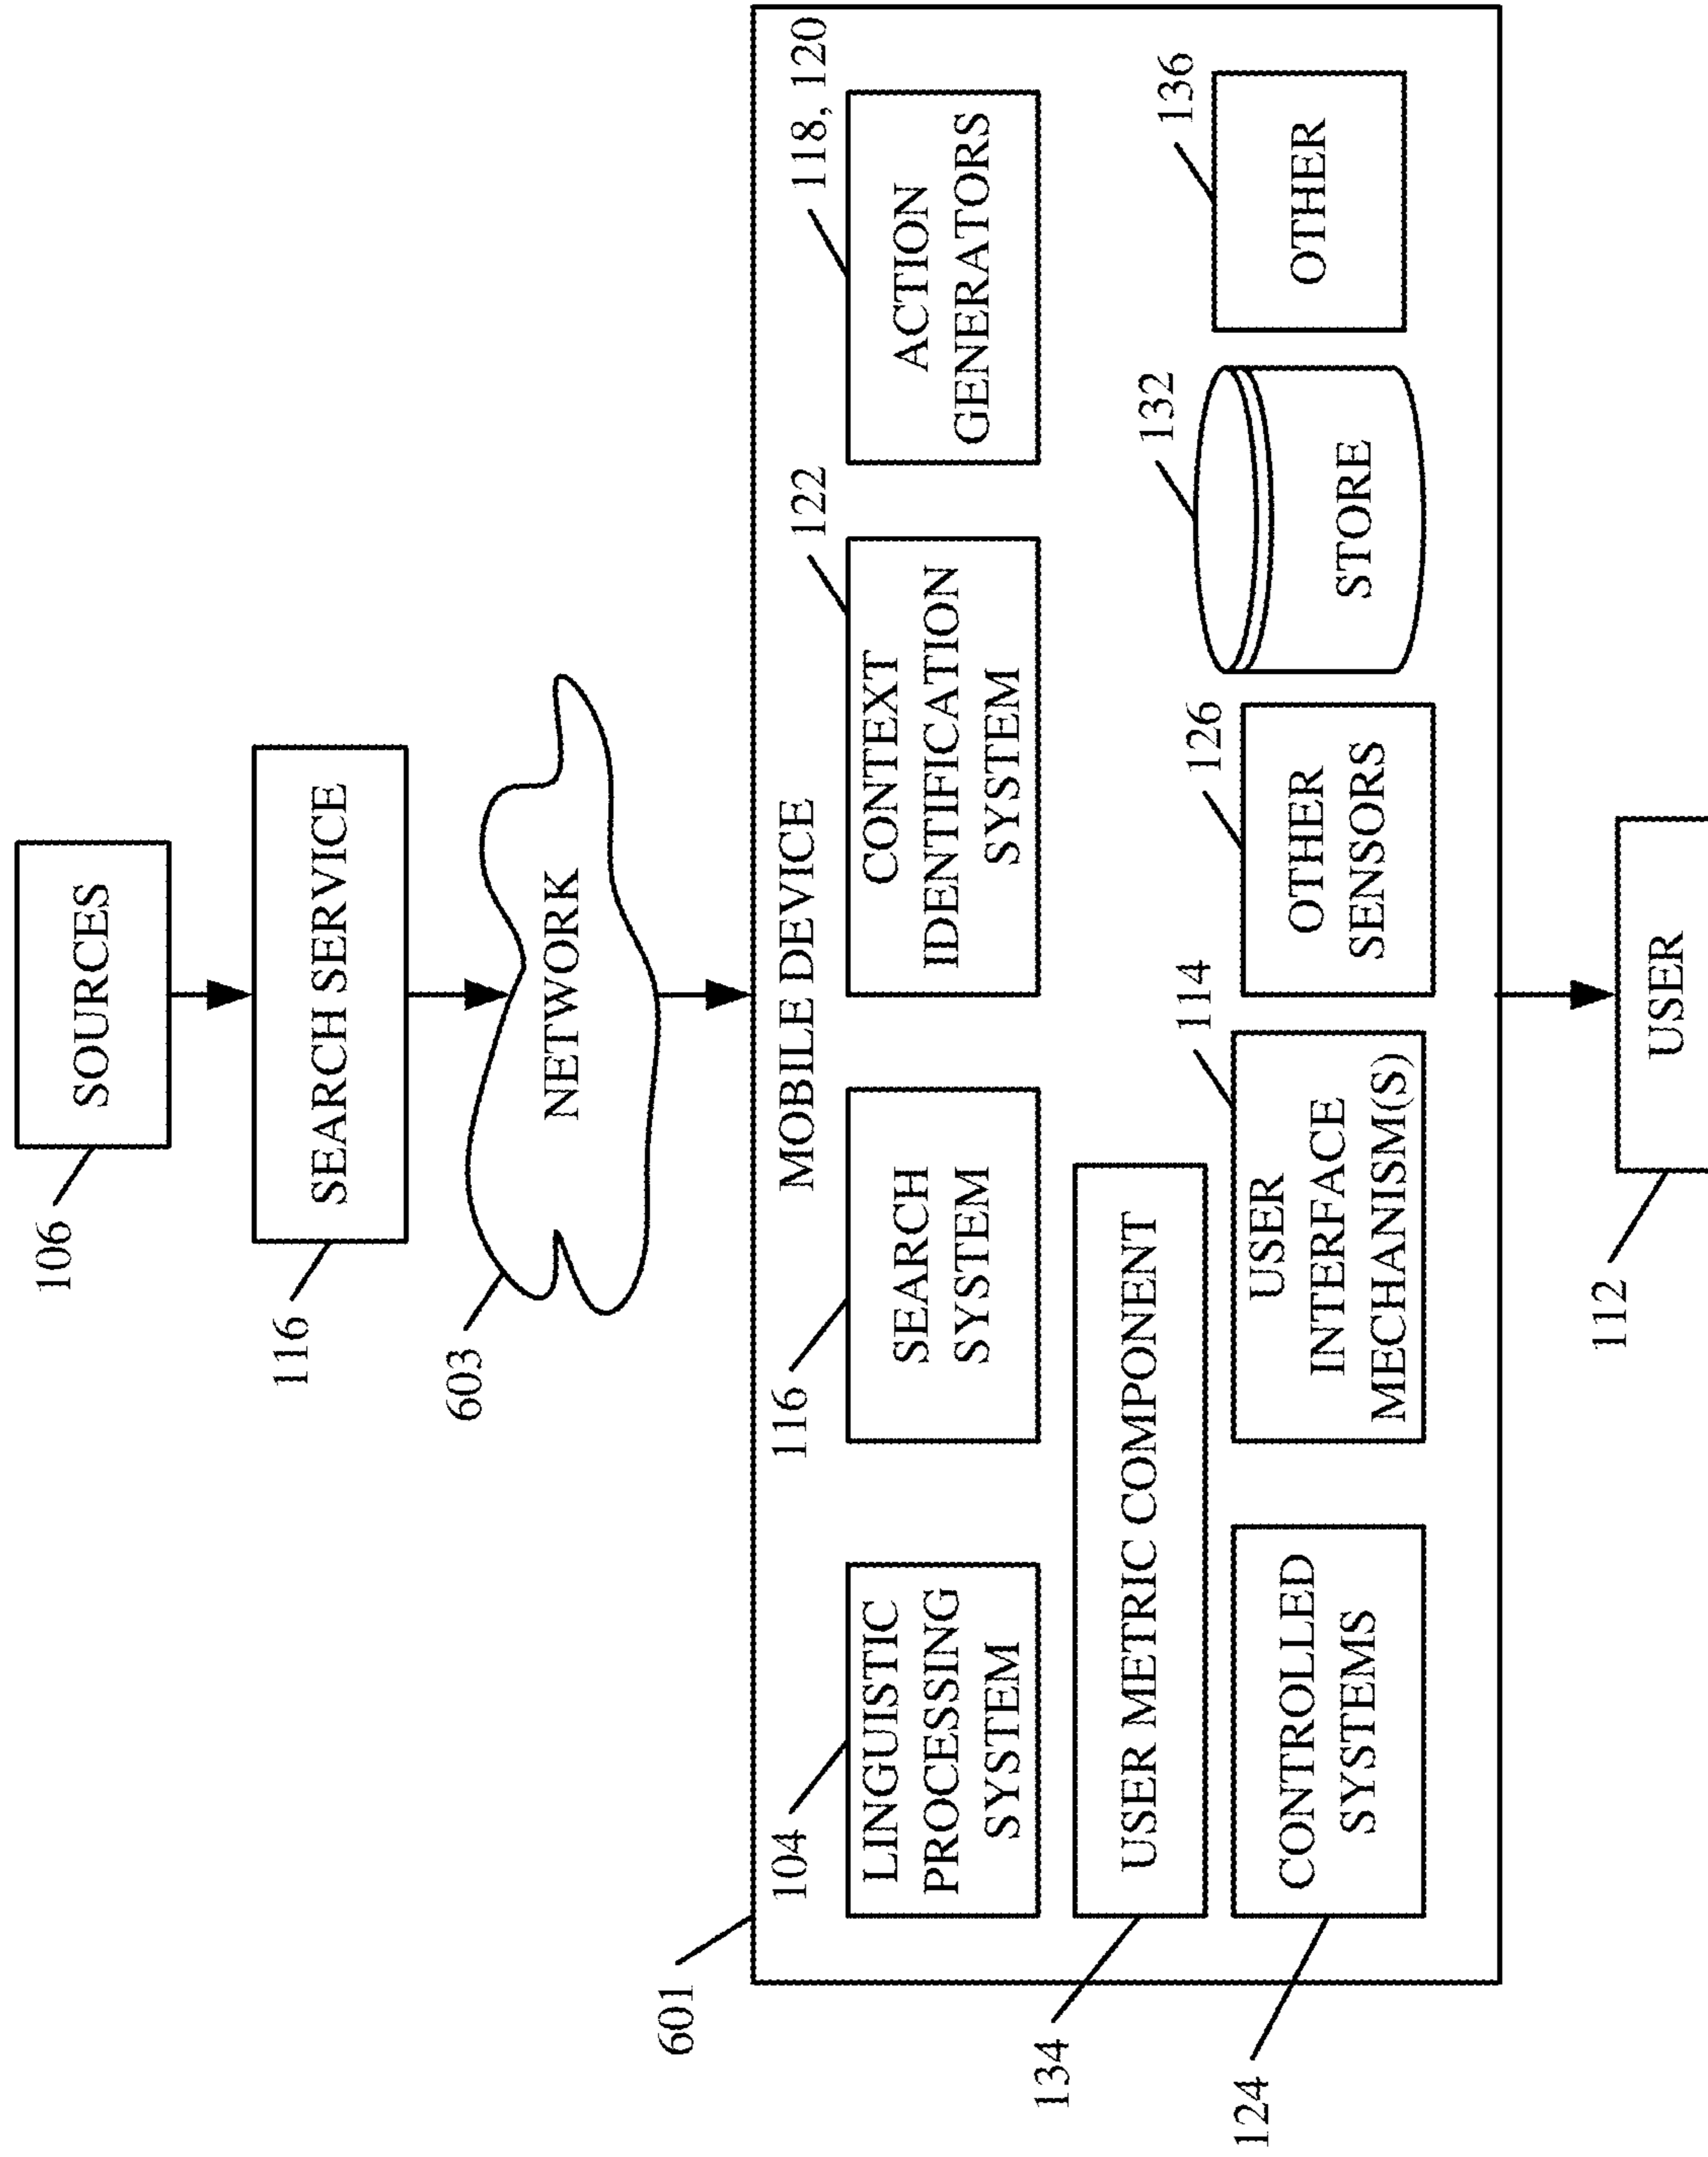 SOURCES
106
SEARCH SERVICE
116
NETWORK
603
601
MOBILE DEVICE
104
LINGUISTIC
PROCESSING
SYSTEM
116
SEARCH
SYSTEM
122
CONTEXT
IDENTIFICATION
SYSTEM
118, 120
ACTION
GENERATORS
134
USER METRIC COMPONENT
124
CONTROLLED
SYSTEMS
114
USER
INTERFACE
MECHANISM(S)
126
OTHER
SENSORS
132
STORE
136
OTHER
112
USER